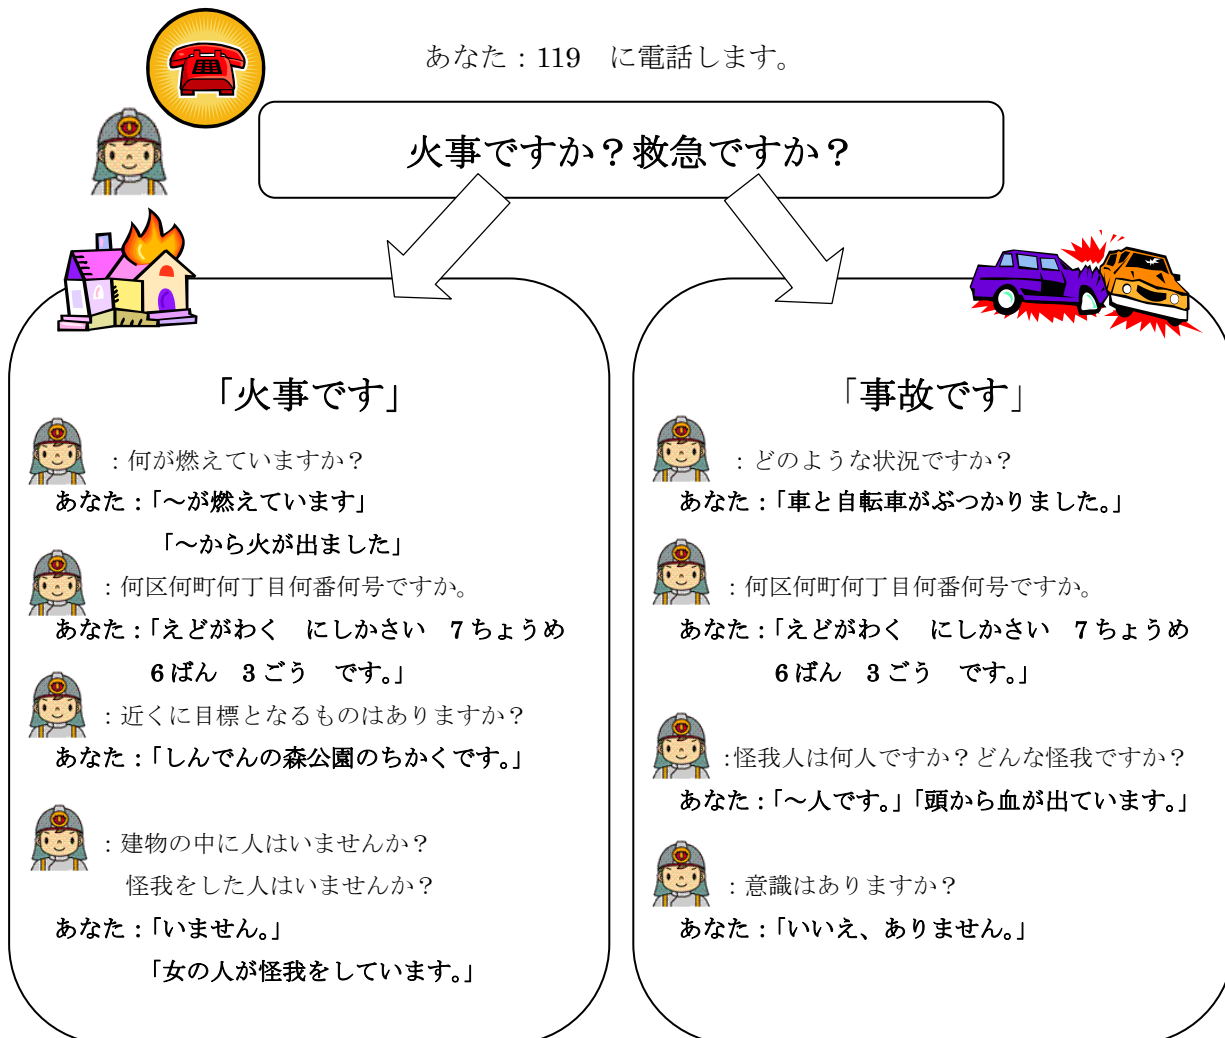 あなた：119　に電話します。
火事ですか？救急ですか？
「火事です」
：何が燃えていますか？
あなた：「～が燃えています」
「～から火が出ました」
：何区何町何丁目何番何号ですか。
あなた：「えどがわく　にしかさい　7ちょうめ
6ばん　3ごう　です。」
：近くに目標となるものはありますか？
あなた：「しんでんの森公園のちかくです。」
：建物の中に人はいませんか？
怪我をした人はいませんか？
あなた：「いません。」
「女の人が怪我をしています。」
「事故です」
：どのような状況ですか？
あなた：「車と自転車がぶつかりました。」
：何区何町何丁目何番何号ですか。
あなた：「えどがわく　にしかさい　7ちょうめ
6ばん　3ごう　です。」
：怪我人は何人ですか？どんな怪我ですか？
あなた：「～人です。」「頭から血が出ています。」
：意識はありますか？
あなた：「いいえ、ありません。」